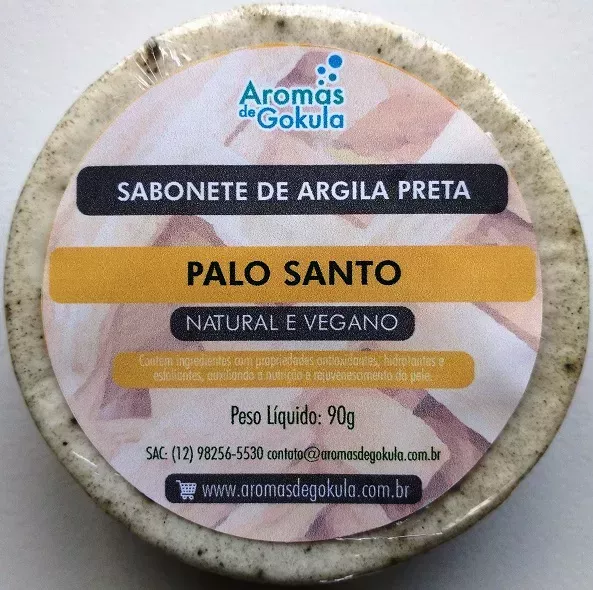 Aromas
de Gokula
SABONETE DE ARGILA PRETA
PALO SANTO
NATURAL E VEGANO
Contém ingredientes com propriedades antioxidantes, hidratantes e
esfoliantes, auxiliando a nutrição e rejuvenesamento da pele.
Peso Líquido: 90g
SAC: (12) 98256-5530 contato@aromasdegokula.com.br
www.aromasdegokula.com.br